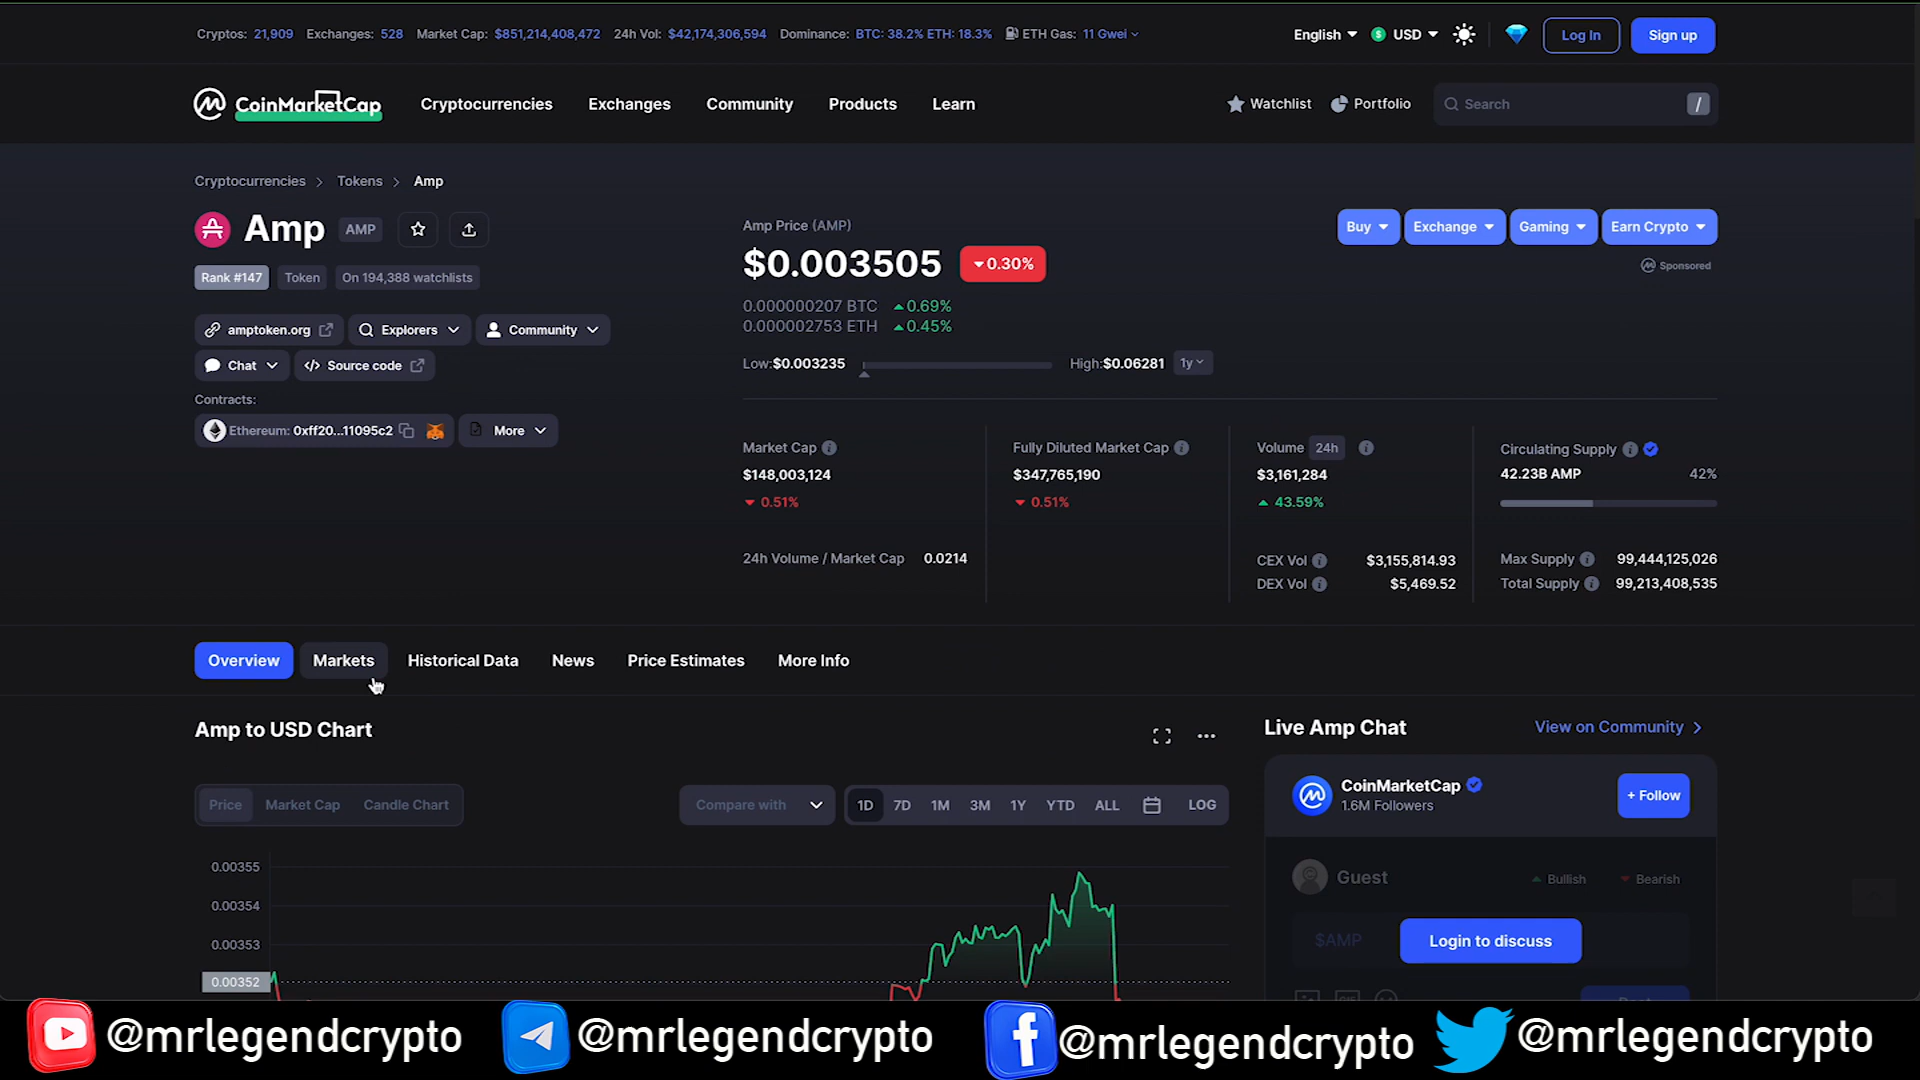 Cryptos: 21,909 Exchanges: 528 Market Cap: $851,214,408,472 24h Vol: $42,174,306,594 Dominance: BTC: 38.2% ETH: 18.3% ETH Gas: 11 Gwei
English USD Log In Sign up
CoinMarketCap Cryptocurrencies Exchanges Community Products Learn Watchlist Portfolio Search /
Cryptocurrencies > Tokens > Amp
Amp AMP
Rank #147 Token On 194,388 watchlists
amptoken.org Explorers Community
Chat Source code
Contracts:
Ethereum: 0xff20...11095c2 More
Amp Price (AMP)
$0.003505 0.30%
0.000000207 BTC 0.69%
0.000002753 ETH 0.45%
Low:$0.003235 High:$0.06281 1y
Buy Exchange Gaming Earn Crypto
Sponsored
Market Cap
$148,003,124
0.51%
24h Volume / Market Cap 0.0214
Fully Diluted Market Cap
$347,765,190
0.51%
Volume 24h
$3,161,284
43.59%
CEX Vol $3,155,814.93
DEX Vol $5,469.52
Circulating Supply
42.23B AMP 42%
Max Supply 99,444,125,026
Total Supply 99,213,408,535
Overview Markets Historical Data News Price Estimates More Info
Amp to USD Chart
Price Market Cap Candle Chart
Compare with 1D 7D 1M 3M 1Y YTD ALL LOG
0.00355
0.00354
0.00353
0.00352
Live Amp Chat View on Community >
CoinMarketCap
1.6M Followers
+ Follow
Guest Bullish Bearish
$AMP Login to discuss
@mrlegendcrypto @mrlegendcrypto @mrlegendcrypto @mrlegendcrypto